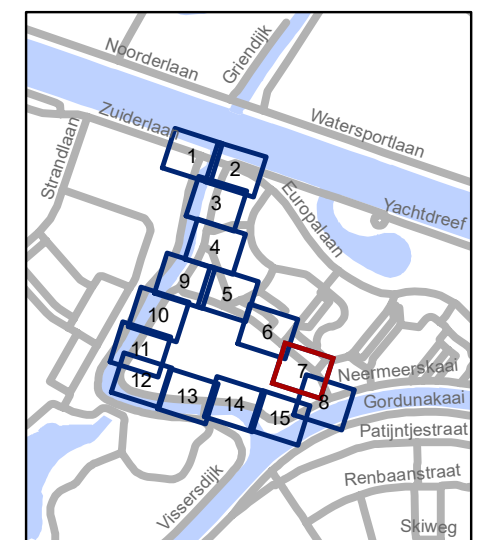 Noorderlaan
Griendijk
Zuiderlaan
Watersportlaan
Strandlaan
1
2
3
Europalaan
Yachtdreef
4
9
5
10
6
11
7
Neermeerskaai
12
13
14
8
Gordunakaai
15
Patijntjestraat
Vissersdijk
Renbaanstraat
Skiweg